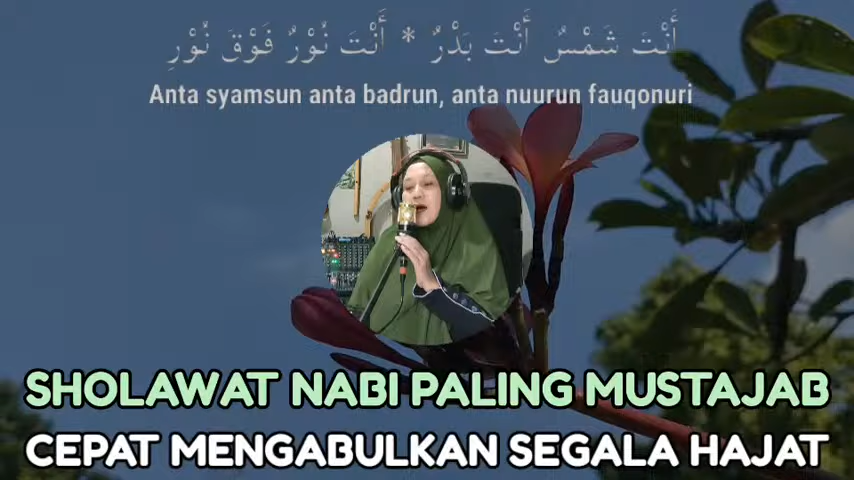 أَنْتَ شَمْسٌ أَنْتَ بَدْرٌ * أَنْتَ نُوْرٌ فَوْقَ نُوْرِ
Anta syamsun anta badrun, anta nuurun fauqonuri
SHOLAWAT NABI PALING MUSTAJAB
CEPAT MENGABULKAN SEGALA HAJAT